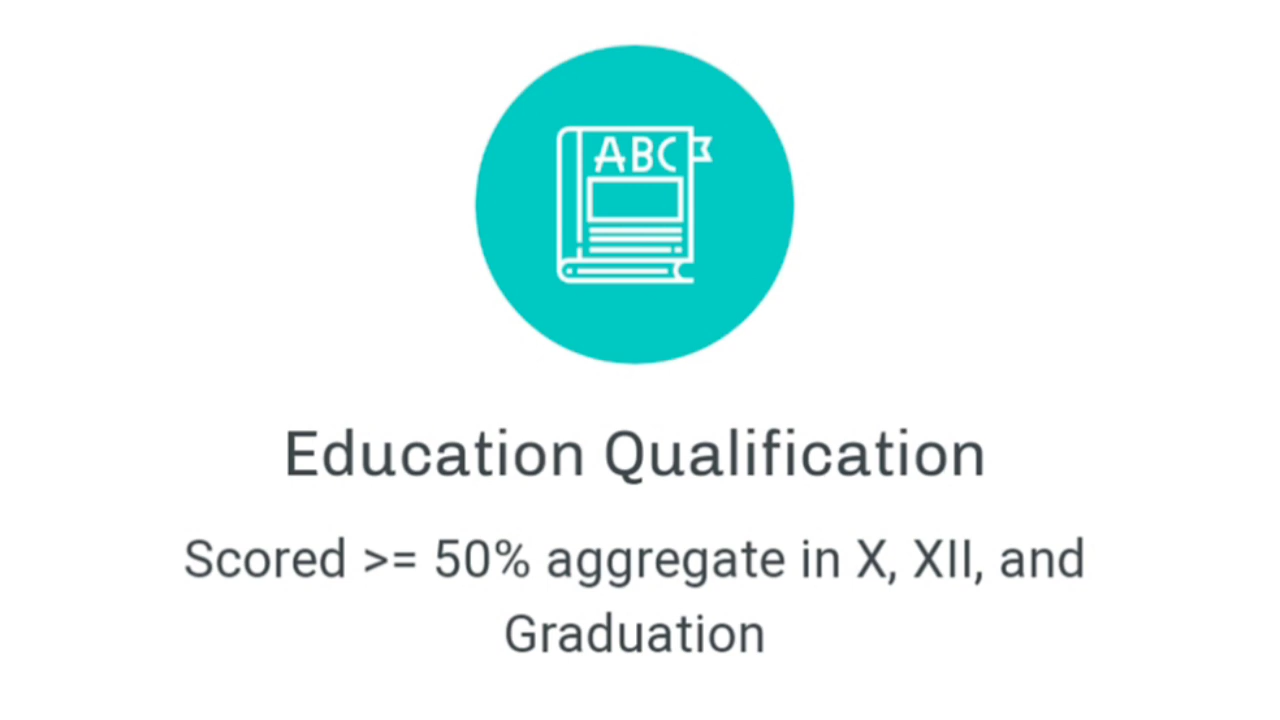 ABC
Education Qualification
Scored >= 50% aggregate in X, XII, and
Graduation